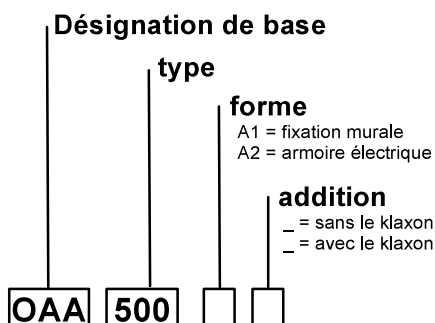 Désignation de base
type
forme
A1 = fixation murale
A2 = armoire électrique
addition
_ = sans le klaxon
_ = avec le klaxon
OAA 500